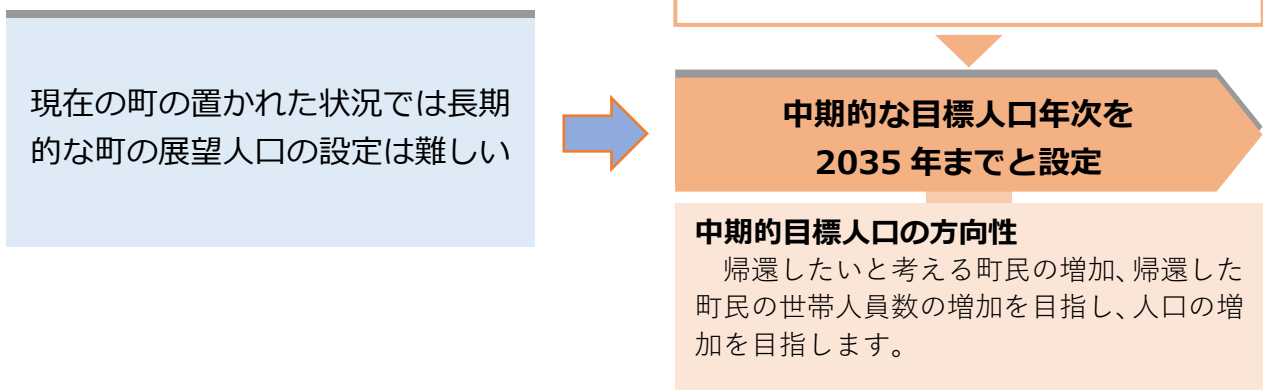 現在の町の置かれた状況では長期
的な町の展望人口の設定は難しい
中期的な目標人口年次を
2035 年までと設定
中期的目標人口の方向性
　帰還したいと考える町民の増加、帰還した
町民の世帯人員数の増加を目指し、人口の増
加を目指します。